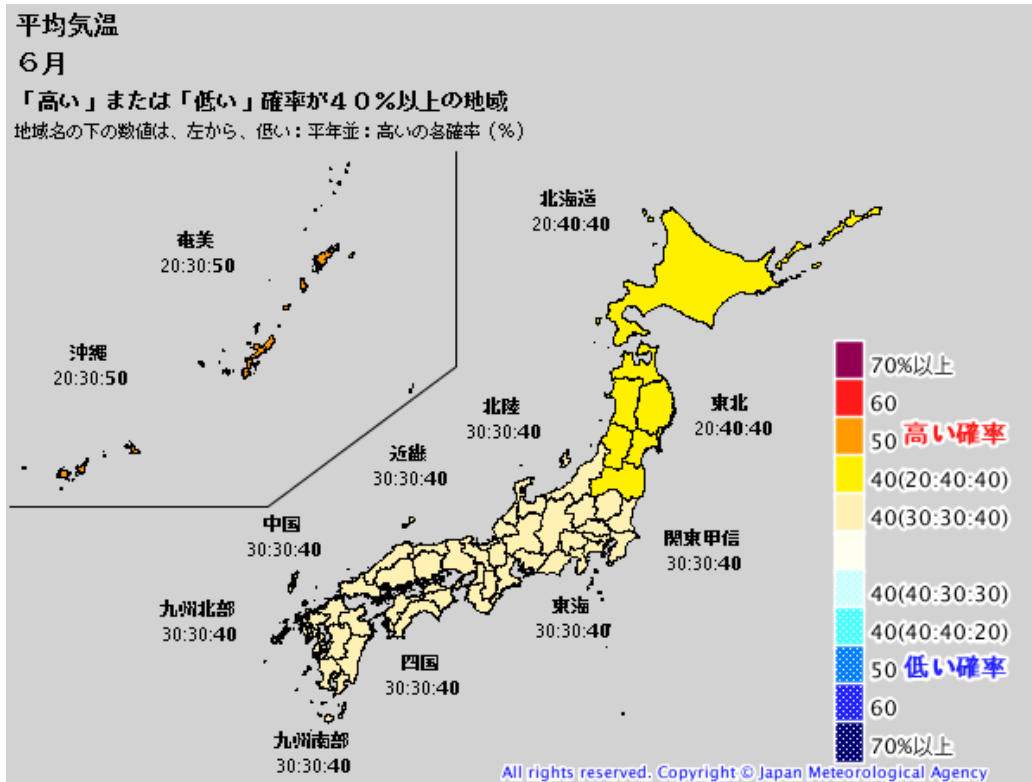 平均気温
6月
「高い」または「低い」確率が40%以上の地域
地域名の下の数値は、左から、低い：平年並：高いの各確率（%）
北海道
20:40:40
奄美
20:30:50
沖縄
20:30:50
北陸
30:30:40
東北
20:40:40
近畿
30:30:40
中国
30:30:40
関東甲信
30:30:40
九州北部
30:30:40
東海
30:30:40
四国
30:30:40
九州南部
30:30:40
70%以上
60
50 高い確率
40(20:40:40)
40(30:30:40)
40(40:30:30)
40(40:40:20)
50 低い確率
60
70%以上
All rights reserved. Copyright © Japan Meteorological Agency